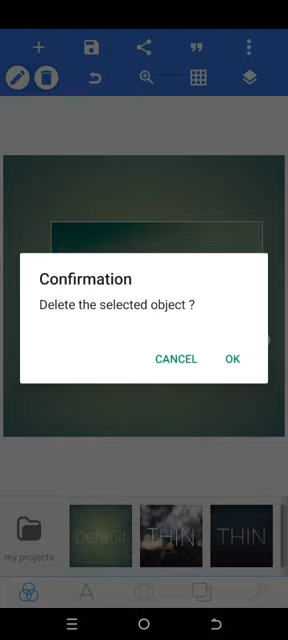 Confirmation
Delete the selected object ?
CANCEL
OK
my projects
Default
THIN
THIN
A